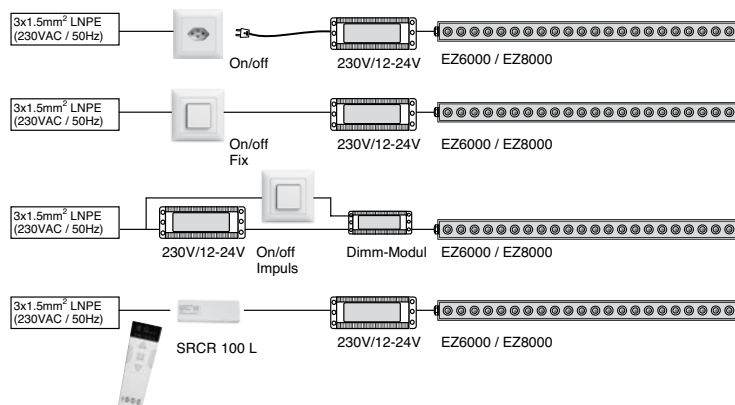 3x1.5mm² LNPE
(230VAC / 50Hz)
On/off
230V/12-24V
EZ6000 / EZ8000
3x1.5mm² LNPE
(230VAC / 50Hz)
On/off
Fix
230V/12-24V
EZ6000 / EZ8000
3x1.5mm² LNPE
(230VAC / 50Hz)
230V/12-24V
On/off
Impuls
Dimm-Modul
EZ6000 / EZ8000
3x1.5mm² LNPE
(230VAC / 50Hz)
SRCR 100 L
230V/12-24V
EZ6000 / EZ8000